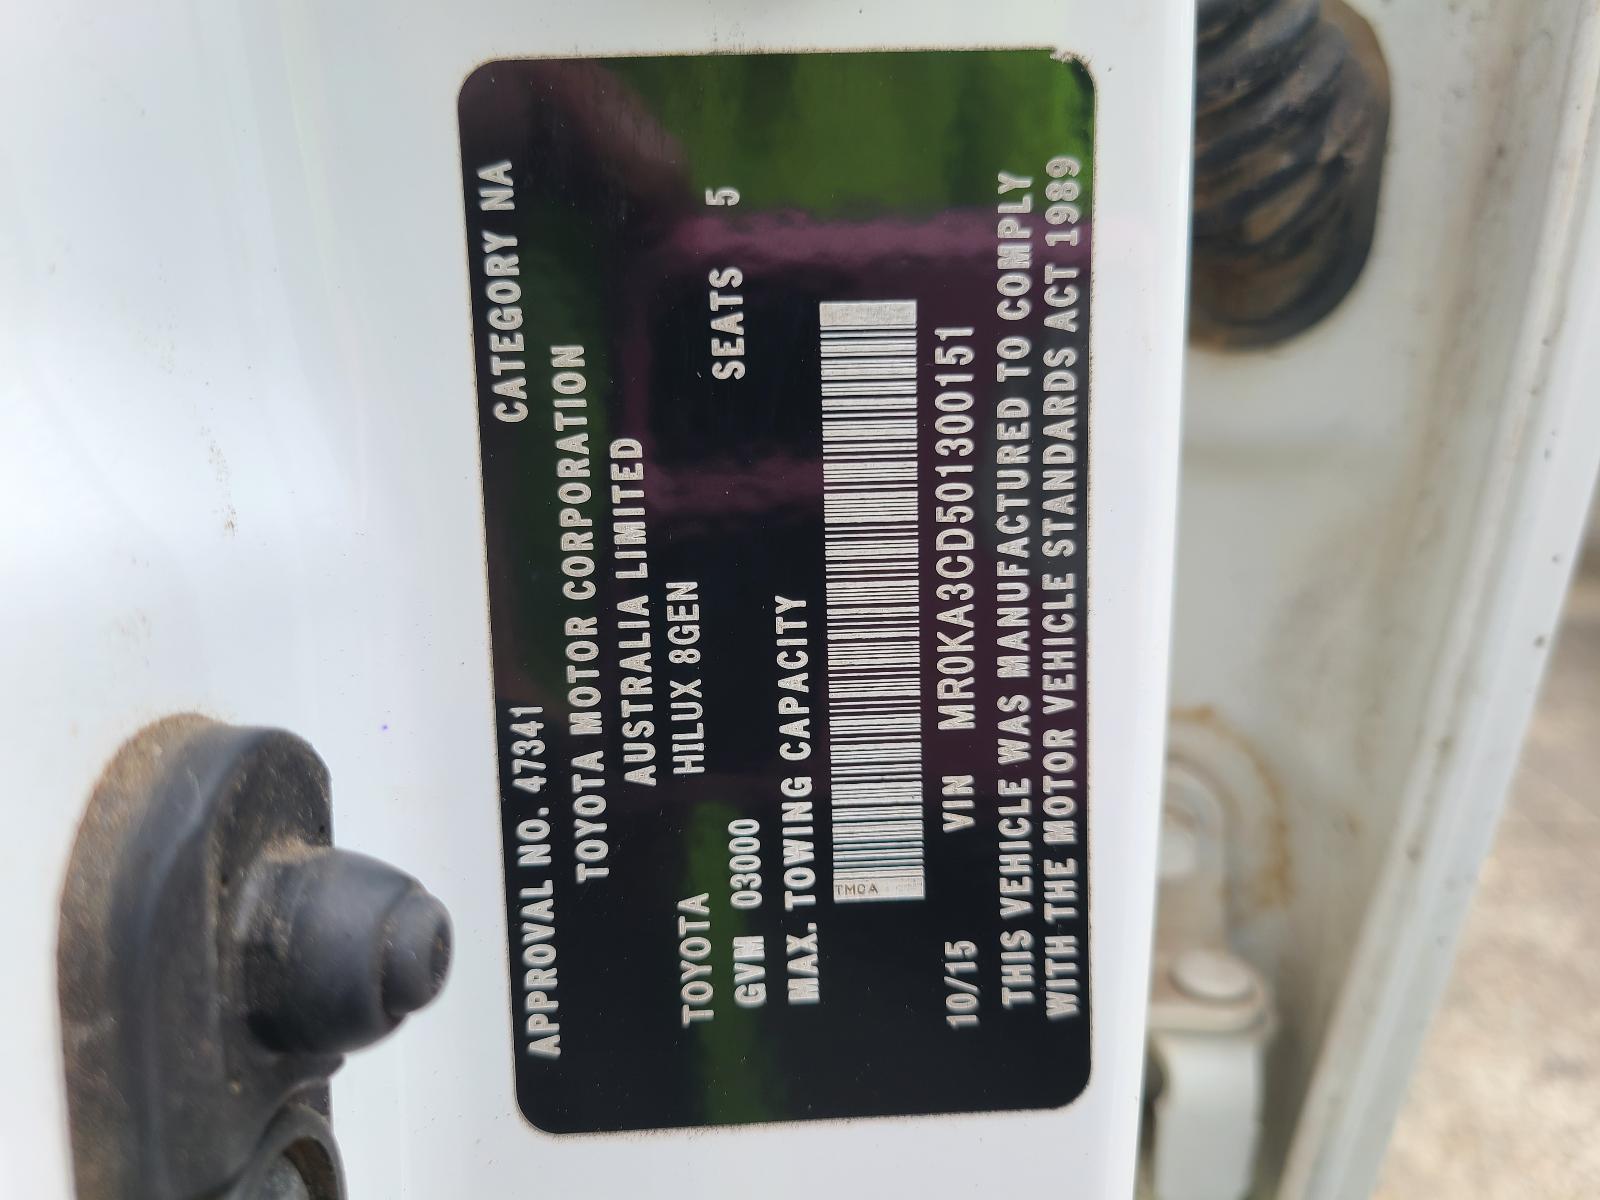 APPROVAL NO. 47341 CATEGORY NA
TOYOTA MOTOR CORPORATION
AUSTRALIA LIMITED
TOYOTA HILUX 8GEN
GVM 03000 SEATS 5
MAX. TOWING CAPACITY
TMCA
10/15 VIN MR0KA3CD501300151
THIS VEHICLE WAS MANUFACTURED TO COMPLY
WITH THE MOTOR VEHICLE STANDARDS ACT 1989